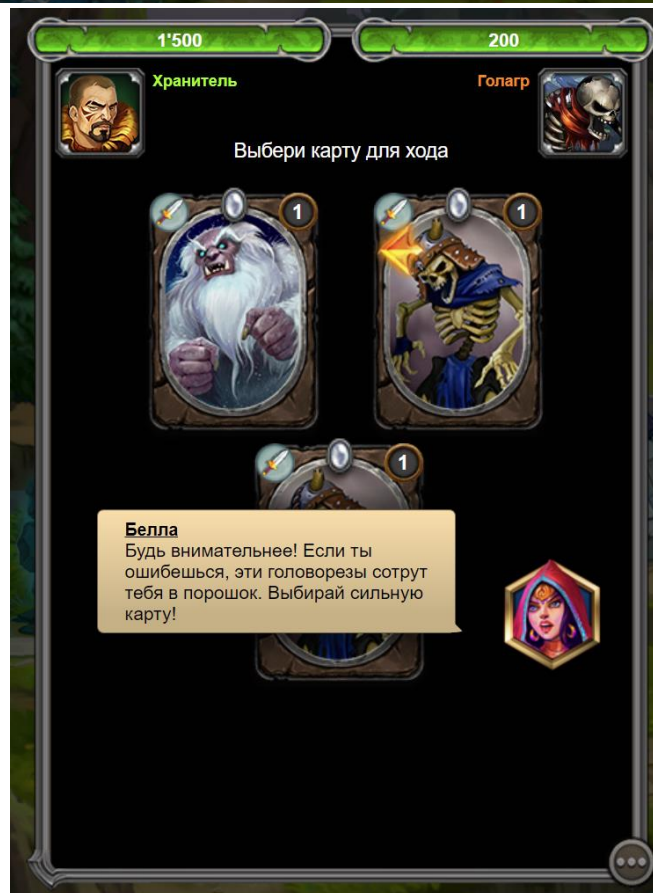 1'500
200
Хранитель
Голагр
Выбери карту для хода
1
1
1
Белла
Будь внимательнее! Если ты
ошибешься, эти головорезы сотрут
тебя в порошок. Выбирай сильную
карту!